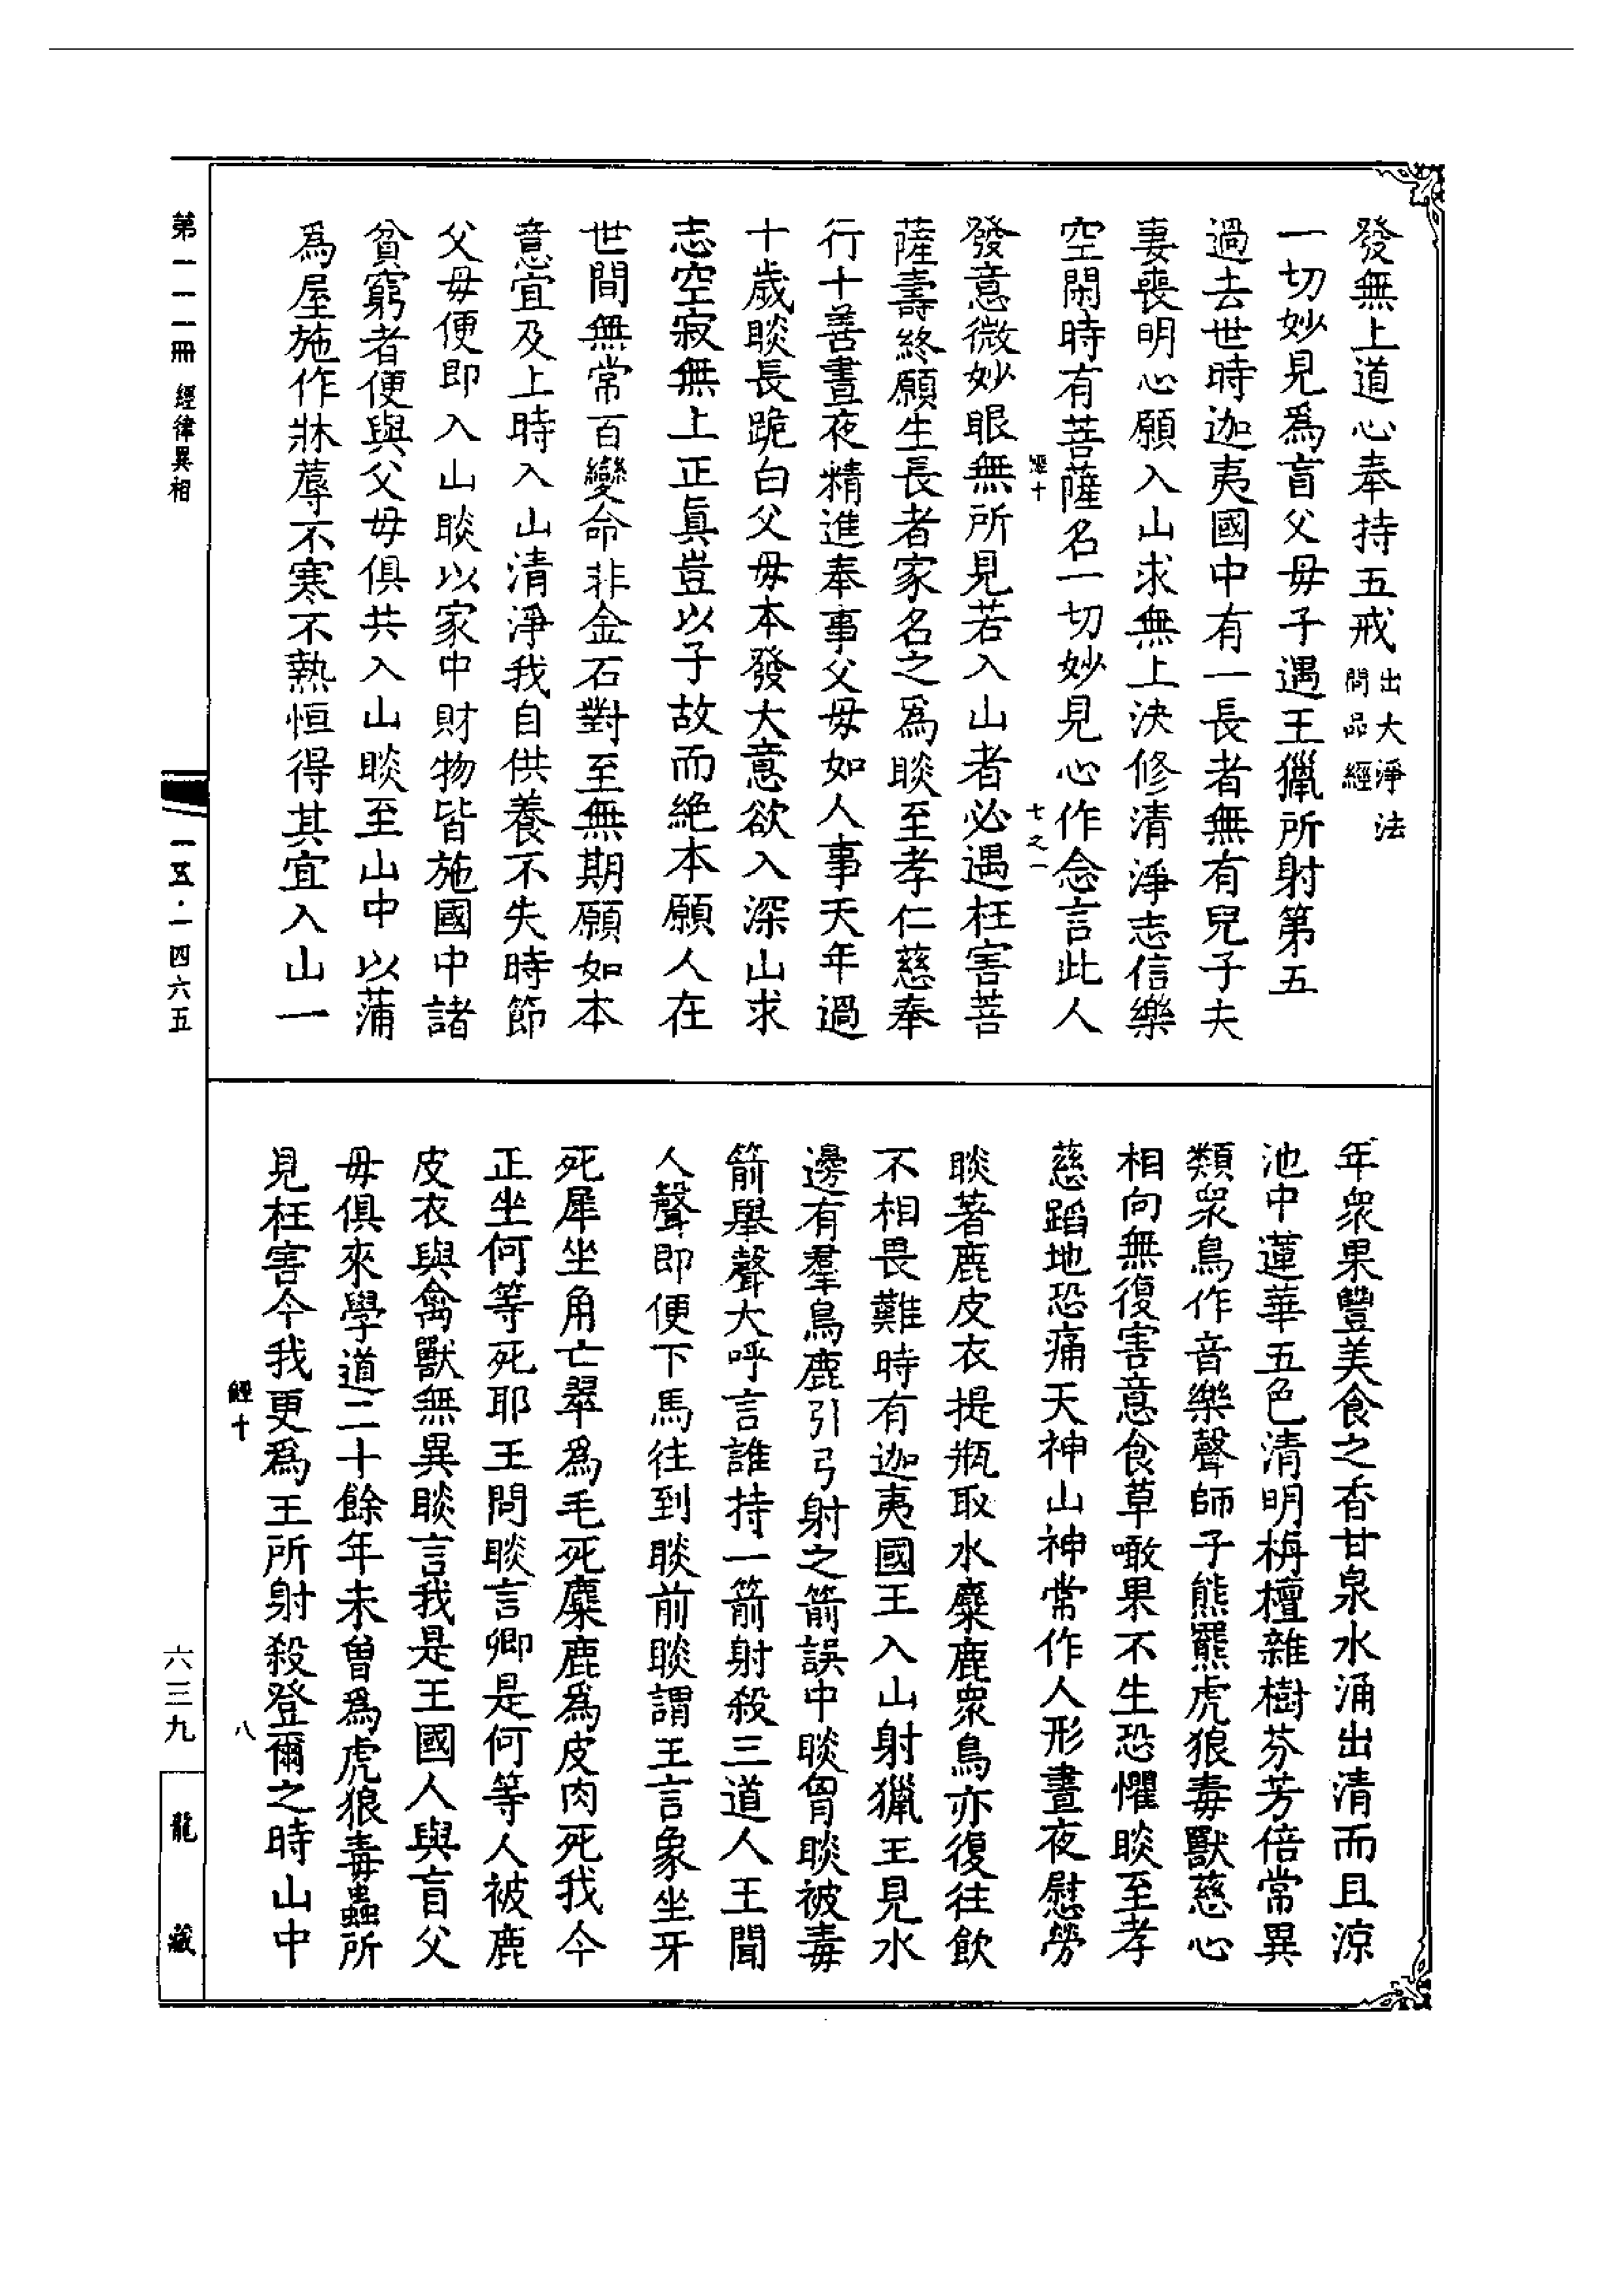 發無上道心奉持五戒出大淨法
問品經
一切妙見爲盲父毋子遇王獵所射第五
過去世時迦夷國中有一長者無有兒子夫
妻喪明心願入山求無上決修清淨志信樂
空閑時有菩薩名一切妙見心作念言此人
經十
七之一
發意微妙眼無所見若入山者必遇枉害菩
薩壽終願生長者家名之爲睒至孝仁慈奉
行十善晝夜精進奉事父毋如人事天年過
十歲睒長跪白父毋本發大意欲入深山求
志空寂無上正眞豈以子故而絶本願人在
世間無常百變命非金石對至無期願如本
意宜及上時入山清淨我自供養不失時節
父毋便即入山睒以家中財物皆施國中諸
貧窮者便與父毋俱共入山睒至山中以蒲
爲屋施作牀蓐不寒不熱恒得其宜入山一
年衆果豐美食之香甘泉水涌出清而且涼
池中蓮華五色清明栴檀雜樹芬芳倍常異
類衆鳥作音樂聲師子熊羆虎狼毒獸慈心
相向無復害意食草噉果不生恐懼睒至孝
慈蹈地恐痛天神山神常作人形晝夜慰勞
睒著鹿皮衣提瓶取水麋鹿衆鳥亦復往飲
不相畏難時有迦夷國王入山射獵王見水
邊有羣鳥鹿引弓射之箭誤中睒胷睒被毒
箭舉聲大呼言誰持一箭射殺三道人王聞
人聲即便下馬往到睒前睒謂王言象坐牙
死犀坐角亡翠爲毛死麋鹿爲皮肉死我今
正坐何等死耶王問睒言卿是何等人被鹿
皮衣與禽獸無異睒言我是王國人與盲父
毋俱來學道二十餘年未曾爲虎狼毒蟲所
見枉害今我更爲王所射殺登爾之時山中
經十
八
第一一一冊 經律異相
一五·一四六五
六三九
龍藏